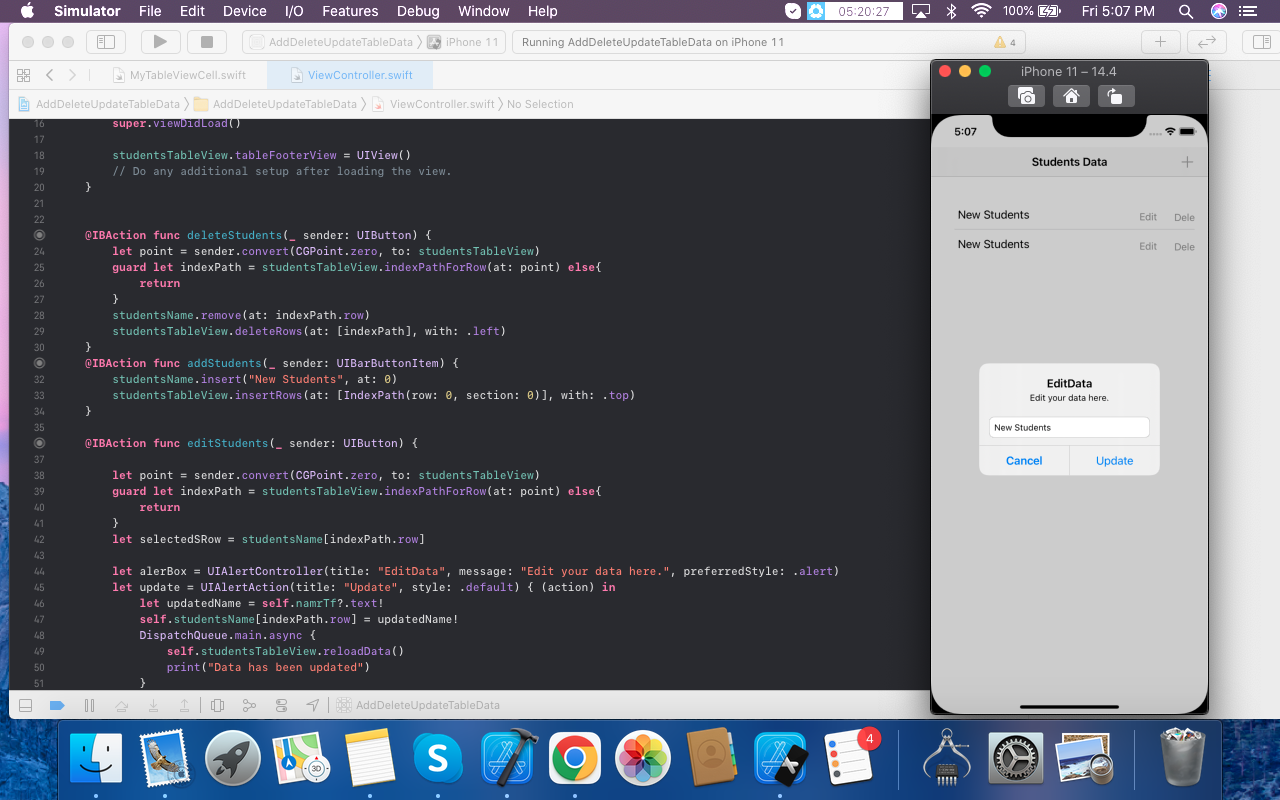 Simulator File Edit Device I/O Features Debug Window Help 05:20:27 100% Fri 5:07 PM
AddDeleteUpdateTableData 〉 iPhone 11 Running AddDeleteUpdateTableData on iPhone 11 4
MyTableViewCell.swift ViewController.swift
AddDeleteUpdateTableData 〉 AddDeleteUpdateTableData 〉 ViewController.swift 〉 No Selection
16 super.viewDidLoad()
17
18 studentsTableView.tableFooterView = UIView()
19 // Do any additional setup after loading the view.
20 }
21
22
@IBAction func deleteStudents(_ sender: UIButton) {
24 let point = sender.convert(CGPoint.zero, to: studentsTableView)
25 guard let indexPath = studentsTableView.indexPathForRow(at: point) else{
26 return
27 }
28 studentsName.remove(at: indexPath.row)
29 studentsTableView.deleteRows(at: [indexPath], with: .left)
30 }
@IBAction func addStudents(_ sender: UIBarButtonItem) {
32 studentsName.insert("New Students", at: 0)
33 studentsTableView.insertRows(at: [IndexPath(row: 0, section: 0)], with: .top)
34 }
35
@IBAction func editStudents(_ sender: UIButton) {
37
38 let point = sender.convert(CGPoint.zero, to: studentsTableView)
39 guard let indexPath = studentsTableView.indexPathForRow(at: point) else{
40 return
41 }
42 let selectedSRow = studentsName[indexPath.row]
43
44 let alerBox = UIAlertController(title: "EditData", message: "Edit your data here.", preferredStyle: .alert)
45 let update = UIAlertAction(title: "Update", style: .default) { (action) in
46 let updatedName = self.namrTf?.text!
47 self.studentsName[indexPath.row] = updatedName!
48 DispatchQueue.main.async {
49 self.studentsTableView.reloadData()
50 print("Data has been updated")
51 }
AddDeleteUpdateTableData
iPhone 11 – 14.4
5:07
Students Data +
New Students Edit Dele
New Students Edit Dele
EditData
Edit your data here.
New Students
Cancel Update
3D
4